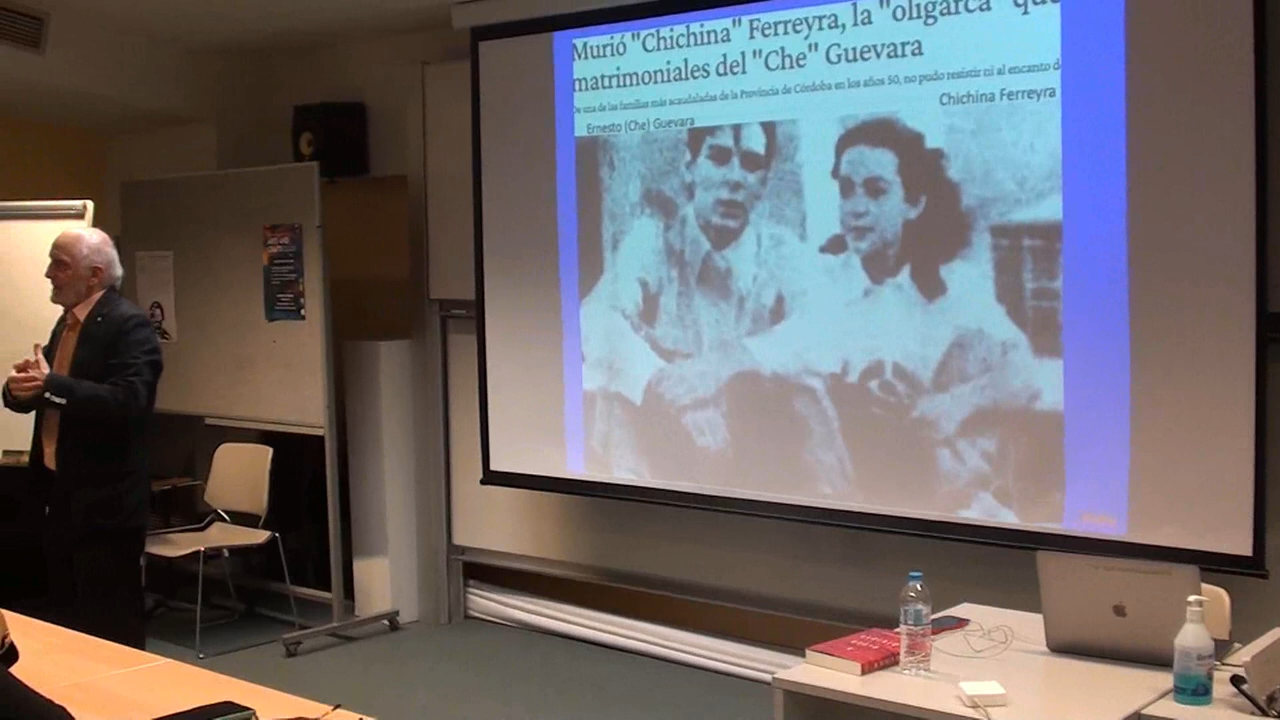 Murió "Chichina" Ferreyra, la "oligarca" que
matrimoniales del "Che" Guevara
De una de las familias más acaudaladas de la Provincia de Córdoba en los años 50, no pudo resistir ni al encanto d
Chichina Ferreyra
Ernesto (Che) Guevara